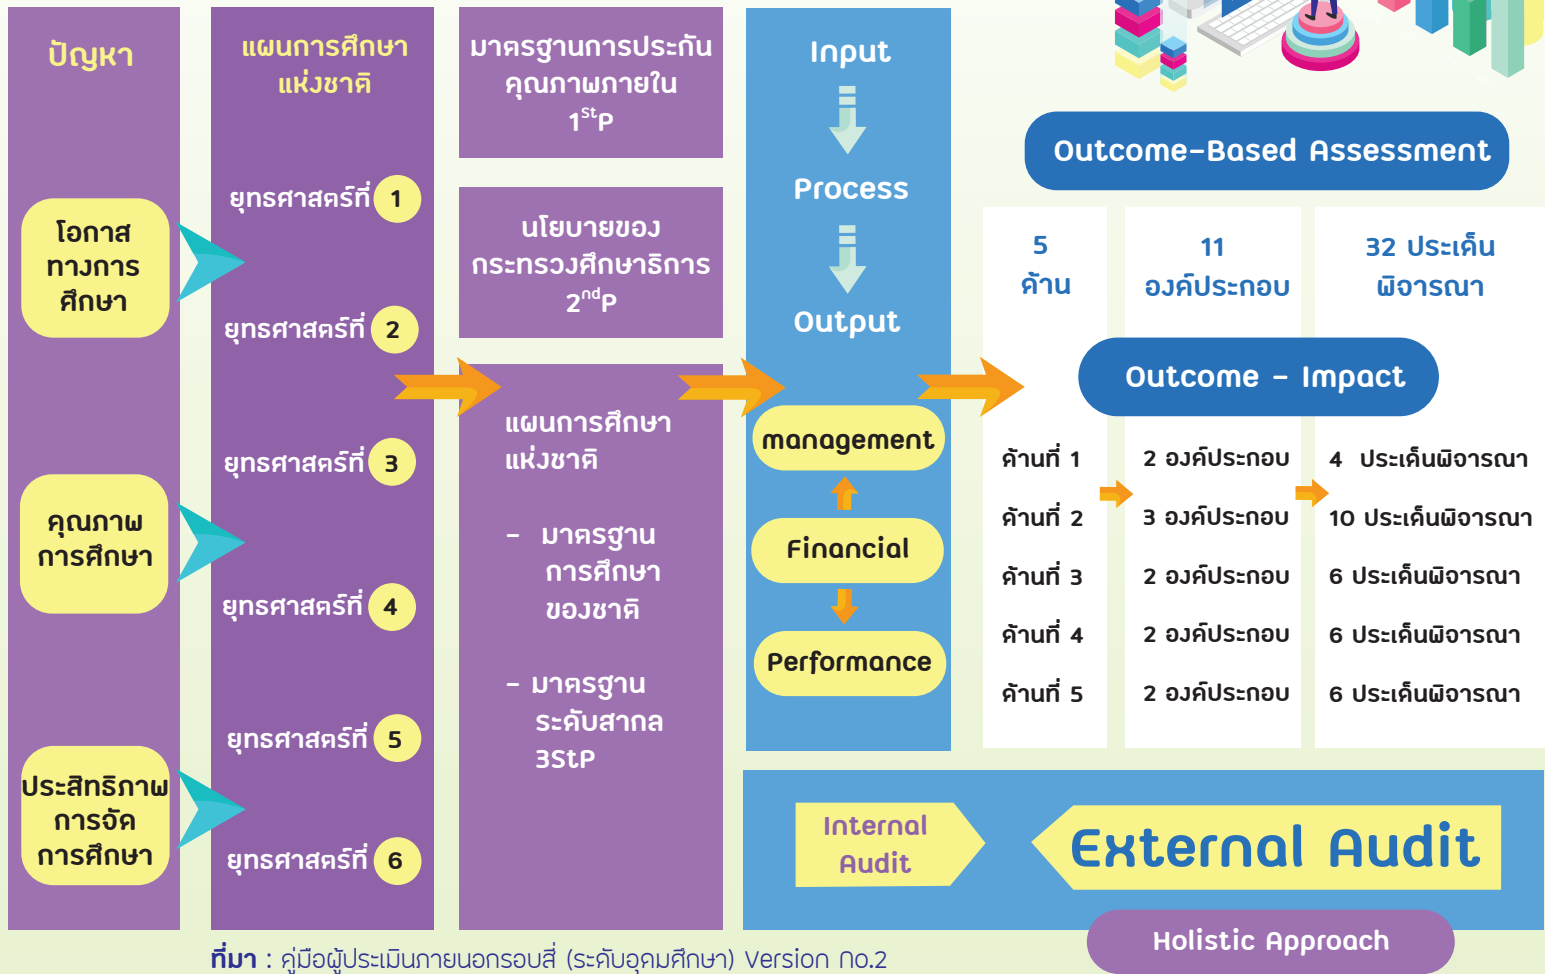 ปัญหา
โอกาส
ทางการ
ศึกษา
คุณภาพ
การศึกษา
ประสิทธิภาพ
การจัด
การศึกษา
แผนการศึกษา
แห่งชาติ
ยุทธศาสตร์ที่ 1
ยุทธศาสตร์ที่ 2
ยุทธศาสตร์ที่ 3
ยุทธศาสตร์ที่ 4
ยุทธศาสตร์ที่ 5
ยุทธศาสตร์ที่ 6
มาตรฐานการประกัน
คุณภาพภายใน
1StP
นโยบายของ
กระทรวงศึกษาธิการ
2ndP
แผนการศึกษา
แห่งชาติ
- มาตรฐาน
การศึกษา
ของชาติ
- มาตรฐาน
ระดับสากล
3StP
Input
Process
Output
management
Financial
Performance
Outcome-Based Assessment
5 11 32 ประเด็น
ด้าน องค์ประกอบ พิจารณา
Outcome - Impact
ด้านที่ 1 2 องค์ประกอบ 4 ประเด็นพิจารณา
ด้านที่ 2 3 องค์ประกอบ 10 ประเด็นพิจารณา
ด้านที่ 3 2 องค์ประกอบ 6 ประเด็นพิจารณา
ด้านที่ 4 2 องค์ประกอบ 6 ประเด็นพิจารณา
ด้านที่ 5 2 องค์ประกอบ 6 ประเด็นพิจารณา
Internal
Audit
External Audit
Holistic Approach
ที่มา : คู่มือผู้ประเมินภายนอกรอบสี่ (ระดับอุดมศึกษา) Version no.2